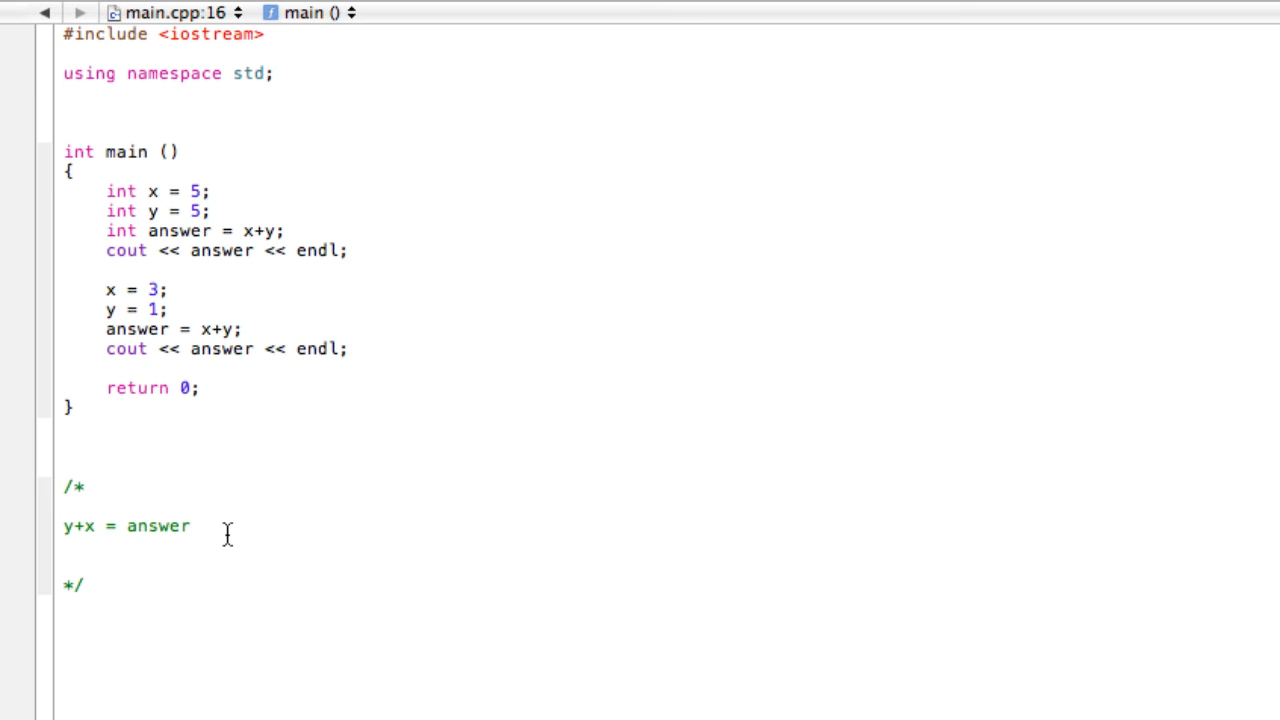 main.cpp:16 main ()
#include <iostream>
using namespace std;
int main ()
{
int x = 5;
int y = 5;
int answer = x+y;
cout << answer << endl;
x = 3;
y = 1;
answer = x+y;
cout << answer << endl;
return 0;
}
/*
y+x = answer
*/